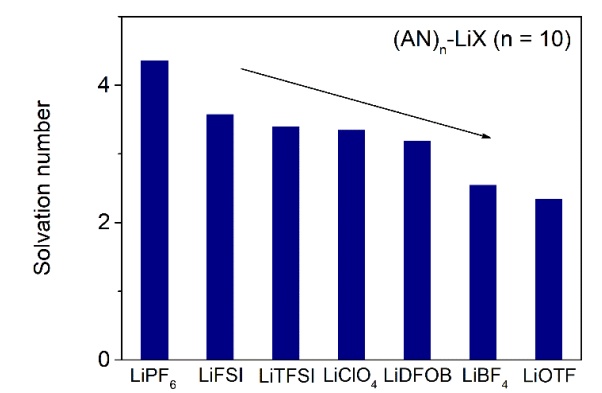 (AN)ₙ-LiX (n = 10)
Solvation number
4
2
0
LiPF₆ LiFSI LiTFSI LiClO₄ LiDFOB LiBF₄ LiOTF